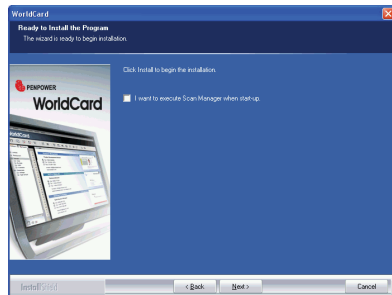 WorldCard
Ready to Install the Program
The wizard is ready to begin installation.
Click Install to begin the installation.
I want to execute Scan Manager when start-up.
PENPOWER
WorldCard
InstallShield
< Back
Next >
Cancel